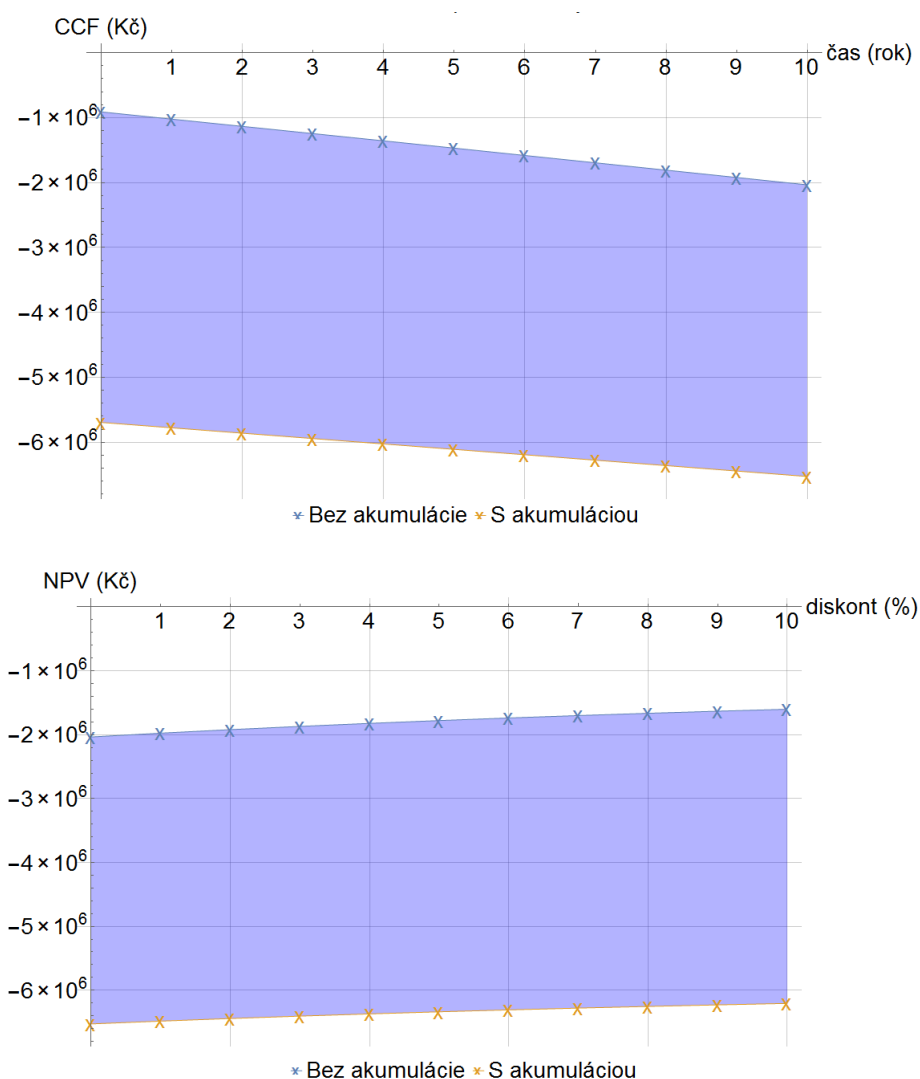 CCF (Kč)
čas (rok)
1 2 3 4 5 6 7 8 9 10
−1 × 10⁶
−2 × 10⁶
−3 × 10⁶
−4 × 10⁶
−5 × 10⁶
−6 × 10⁶
Bez akumulácie S akumuláciou
NPV (Kč)
diskont (%)
1 2 3 4 5 6 7 8 9 10
−1 × 10⁶
−2 × 10⁶
−3 × 10⁶
−4 × 10⁶
−5 × 10⁶
−6 × 10⁶
Bez akumulácie S akumuláciou